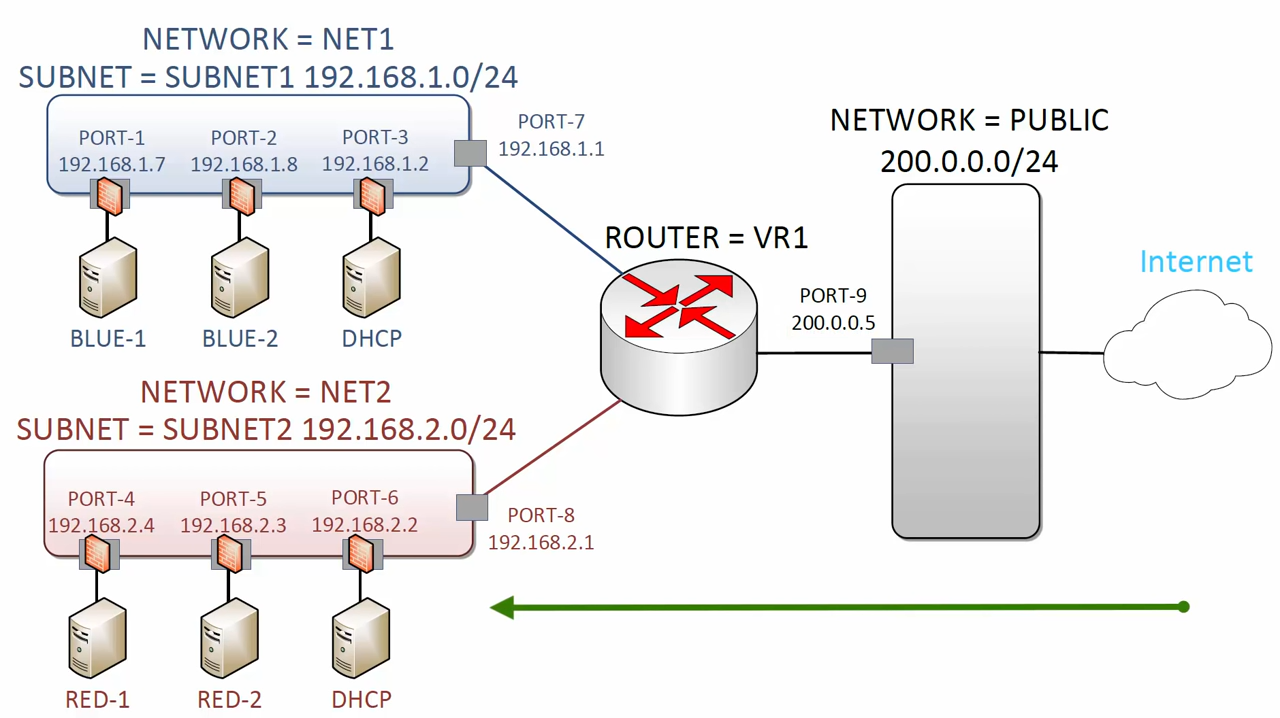 NETWORK = NET1
SUBNET = SUBNET1 192.168.1.0/24
PORT-1
192.168.1.7
PORT-2
192.168.1.8
PORT-3
192.168.1.2
PORT-7
192.168.1.1
BLUE-1
BLUE-2
DHCP
NETWORK = NET2
SUBNET = SUBNET2 192.168.2.0/24
PORT-4
192.168.2.4
PORT-5
192.168.2.3
PORT-6
192.168.2.2
PORT-8
192.168.2.1
RED-1
RED-2
DHCP
ROUTER = VR1
PORT-9
200.0.0.5
NETWORK = PUBLIC
200.0.0.0/24
Internet